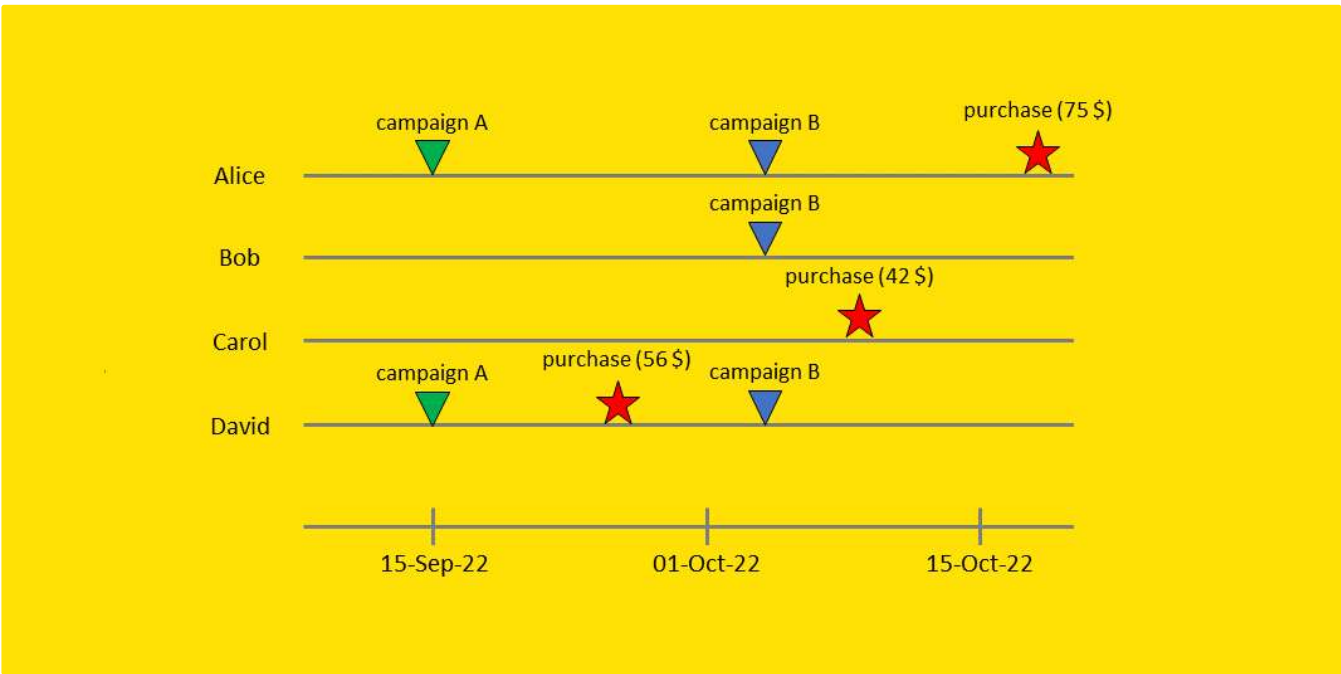 purchase (75 $)
campaign A
campaign B
Alice
campaign B
Bob
purchase (42 $)
Carol
purchase (56 $)
campaign A
campaign B
David
15-Sep-22
01-Oct-22
15-Oct-22